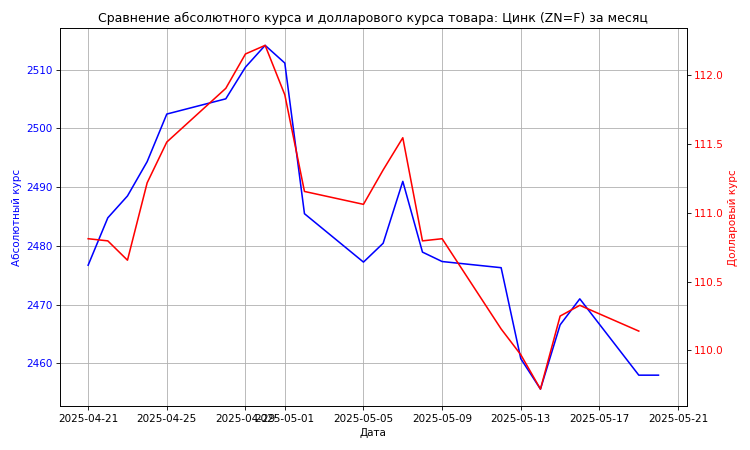 Сравнение абсолютного курса и долларового курса товара: Цинк (ZN=F) за месяц
Абсолютный курс
2510
2500
2490
2480
2470
2460
112.0
111.5
111.0
110.5
110.0
Долларовый курс
2025-04-21 2025-04-25 2025-04-29 2025-05-01 2025-05-05 2025-05-09 2025-05-13 2025-05-17 2025-05-21
Дата